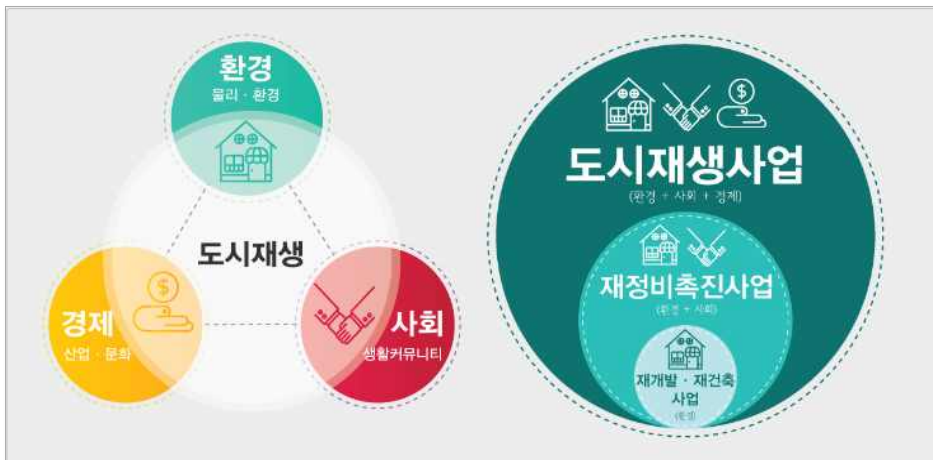 환경
물리 · 환경
도시재생
경제
산업 · 문화
사회
생활커뮤니티
$
$
도시재생사업
(환경 + 사회 + 경제)
재정비촉진사업
(환경 + 사회)
재개발 · 재건축
사업
(환경)